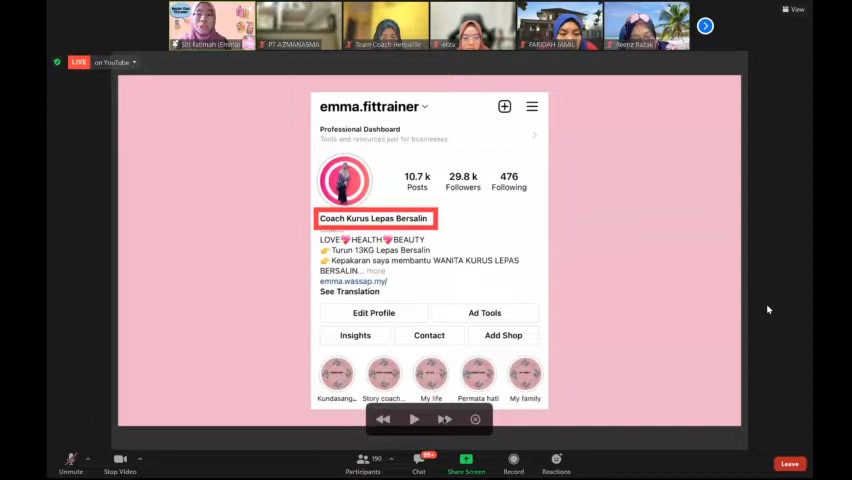 View
Siti Fatimah (Emma)
PT.AZMANASMA
Team Coach Herbalife
erza
FARIDAH JAMIL
Reenz Razak
LIVE on YouTube
emma.fittrainer
Professional Dashboard
Tools and resources just for businesses.
10.7 k 29.8 k 476
Posts Followers Following
Coach Kurus Lepas Bersalin
Coach
LOVE💖HEALTH💖BEAUTY
👉Turun 13KG Lepas Bersalin
👉Kepakaran saya membantu WANITA KURUS LEPAS
BERSALIN... more
emma.wassap.my/
See Translation
Edit Profile Ad Tools
Insights Contact Add Shop
Kundasang... Story coach... My life Permata hati My family
190 99+
Unmute Stop Video Participants Chat Share Screen Record Reactions Leave